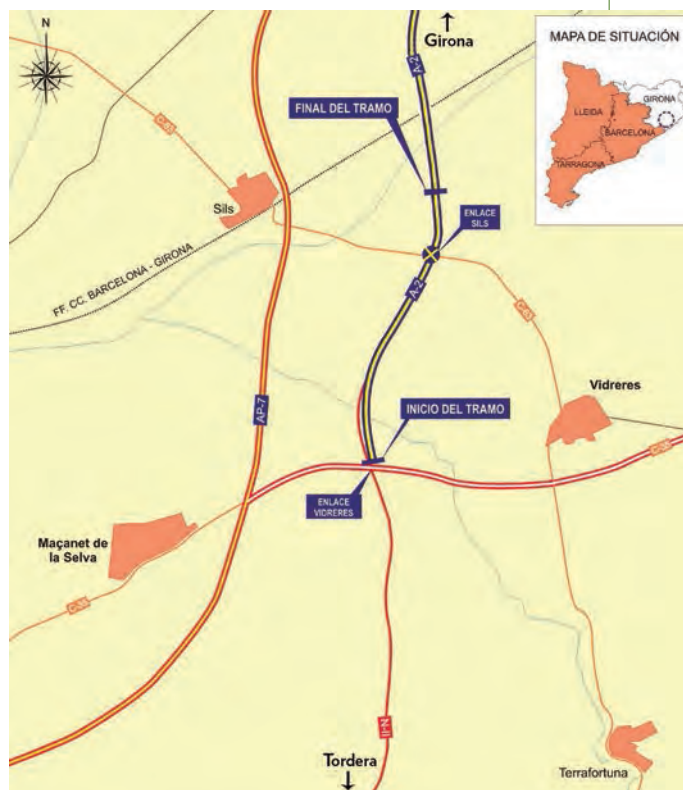 N
Girona
A-2
MAPA DE SITUACIÓN
GIRONA
LLEIDA
BARCELONA
TARRAGONA
FINAL DEL TRAMO
C-63
Sils
ENLACE
SILS
FF. CC. BARCELONA - GIRONA
A-2
C-63
Vidreres
AP-7
INICIO DEL TRAMO
C-35
ENLACE
VIDRERES
Maçanet de
la Selva
C-35
N-II
Tordera
Terrafortuna